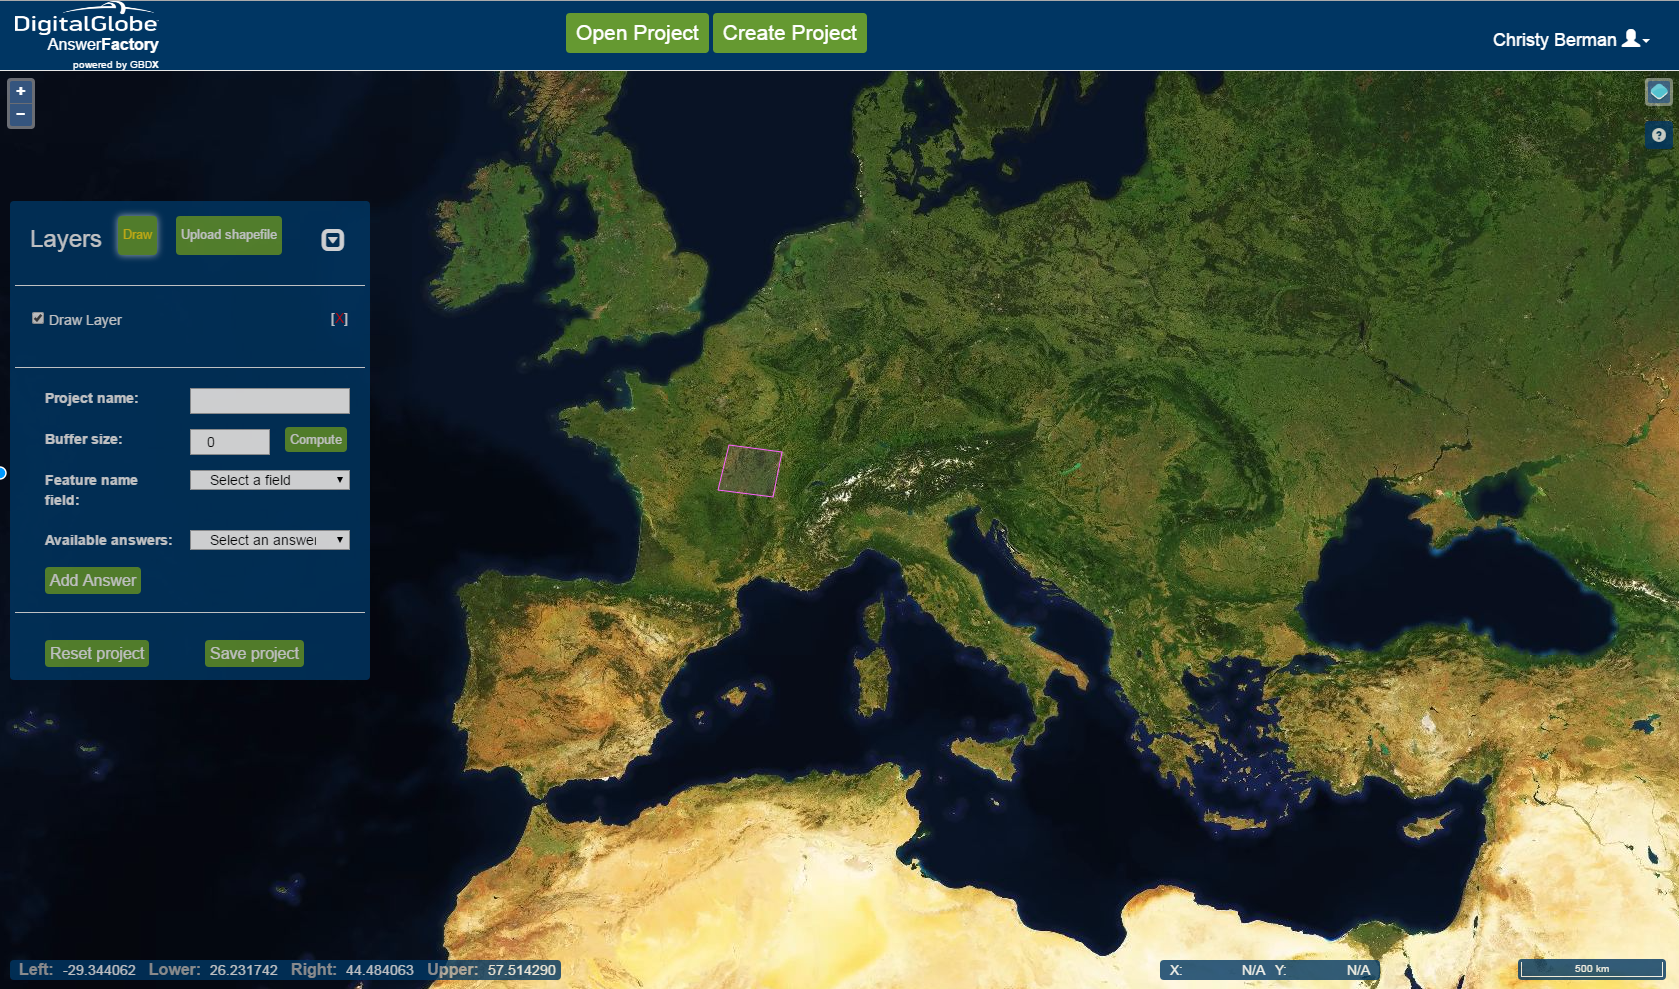 DigitalGlobe
AnswerFactory
powered by GBDX
Open Project
Create Project
Christy Berman
+
−
Layers
Draw
Upload shapefile
Draw Layer
[X]
Project name:
Buffer size:
0
Compute
Feature name
field:
Select a field
Available answers:
Select an answer
Add Answer
Reset project
Save project
Left: -29.344062 Lower: 26.231742 Right: 44.484063 Upper: 57.514290
X: N/A Y: N/A
500 km
?